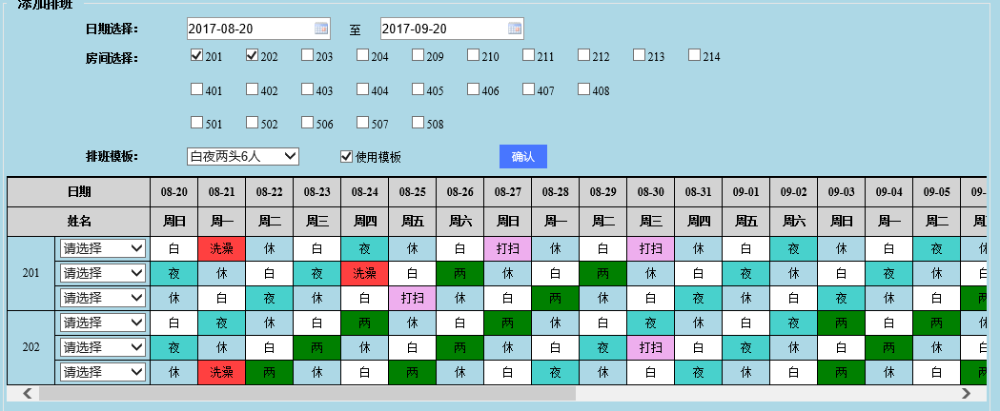 添加排班
日期选择: 2017-08-20 至 2017-09-20
房间选择: 201 202 203 204 209 210 211 212 213 214
401 402 403 404 405 406 407 408
501 502 506 507 508
排班模板: 白夜两头6人 使用模板 确认
日期 08-20 08-21 08-22 08-23 08-24 08-25 08-26 08-27 08-28 08-29 08-30 08-31 09-01 09-02 09-03 09-04 09-05 09-
姓名 周日 周一 周二 周三 周四 周五 周六 周日 周一 周二 周三 周四 周五 周六 周日 周一 周二
请选择 白 洗澡 休 白 夜 休 白 打扫 休 白 打扫 休 白 夜 休 白 夜
201 请选择 夜 休 白 夜 洗澡 白 两 休 白 两 休 白 夜 休 白 夜 休
请选择 休 白 夜 休 白 打扫 休 白 两 休 白 夜 休 白 夜 休 白
请选择 白 夜 休 白 两 白 休 两 休 白 夜 休 白 夜 两 白 两
202 请选择 夜 休 白 两 休 白 两 休 白 夜 打扫 白 夜 休 白 两 休
请选择 休 洗澡 两 休 白 两 休 白 夜 休 白 夜 休 白 两 休 白